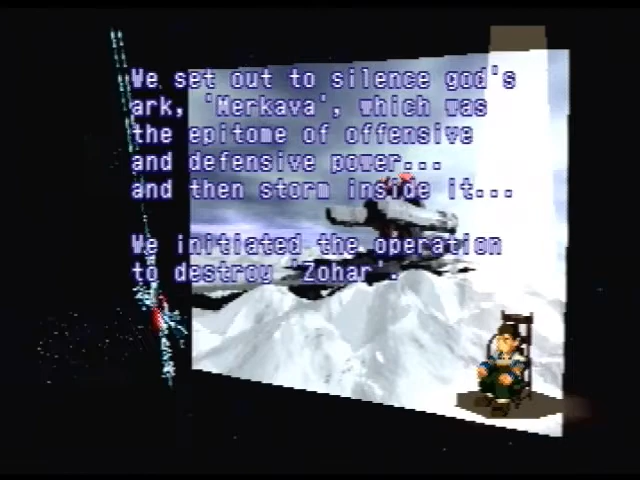 We set out to silence god's
ark, 'Merkava', which was
the epitome of offensive
and defensive power...
and then storm inside it...
We initiated the operation
to destroy 'Zohar'.